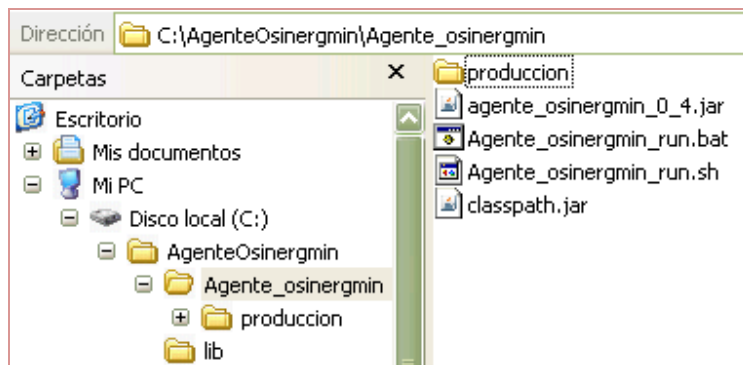 Dirección C:\AgenteOsinergmin\Agente_osinergmin
Carpetas
Escritorio
Mis documentos
Mi PC
Disco local (C:)
AgenteOsinergmin
Agente_osinergmin
produccion
lib
produccion
agente_osinergmin_0_4.jar
Agente_osinergmin_run.bat
Agente_osinergmin_run.sh
classpath.jar